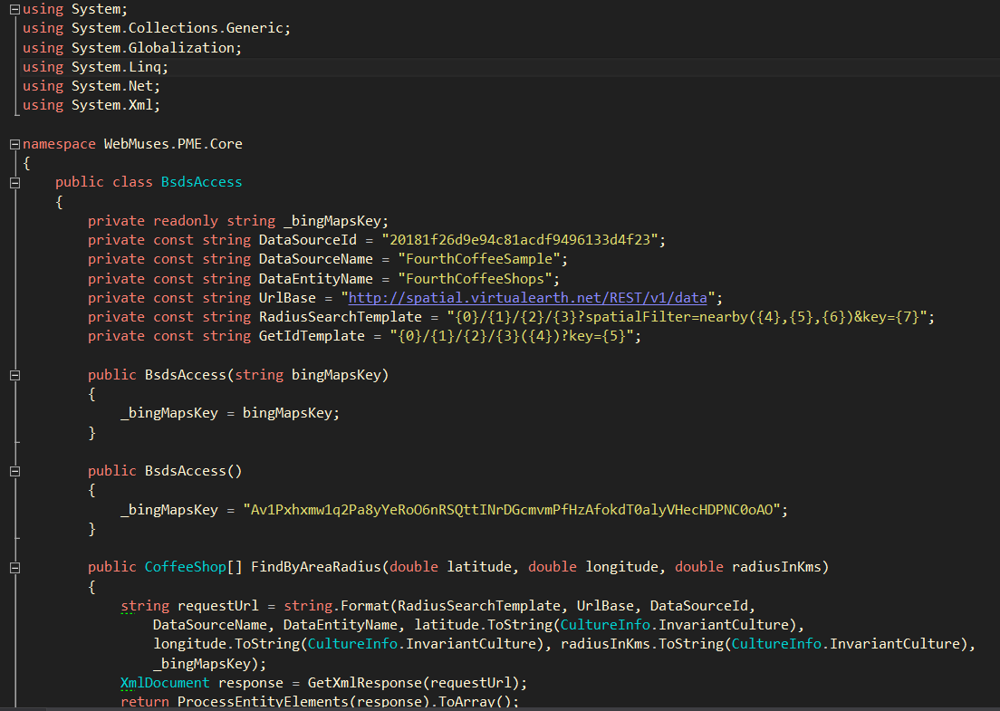 using System;
using System.Collections.Generic;
using System.Globalization;
using System.Linq;
using System.Net;
using System.Xml;
namespace WebMuses.PME.Core
{
public class BsdsAccess
{
private readonly string _bingMapsKey;
private const string DataSourceId = "20181f26d9e94c81acdf9496133d4f23";
private const string DataSourceName = "FourthCoffeeSample";
private const string DataEntityName = "FourthCoffeeShops";
private const string UrlBase = "http://spatial.virtualearth.net/REST/v1/data";
private const string RadiusSearchTemplate = "{0}/{1}/{2}/{3}?spatialFilter=nearby({4},{5},{6})&key={7}";
private const string GetIdTemplate = "{0}/{1}/{2}/{3}({4})?key={5}";
public BsdsAccess(string bingMapsKey)
{
_bingMapsKey = bingMapsKey;
}
public BsdsAccess()
{
_bingMapsKey = "Av1Pxhxmw1q2Pa8yYeRoO6nRSQttINrDGcmvmPfHzAfokdT0alyVHecHDPNC0oAO";
}
public CoffeeShop[] FindByAreaRadius(double latitude, double longitude, double radiusInKms)
{
string requestUrl = string.Format(RadiusSearchTemplate, UrlBase, DataSourceId,
DataSourceName, DataEntityName, latitude.ToString(CultureInfo.InvariantCulture),
longitude.ToString(CultureInfo.InvariantCulture), radiusInKms.ToString(CultureInfo.InvariantCulture),
_bingMapsKey);
XmlDocument response = GetXmlResponse(requestUrl);
return ProcessEntityElements(response).ToArray();